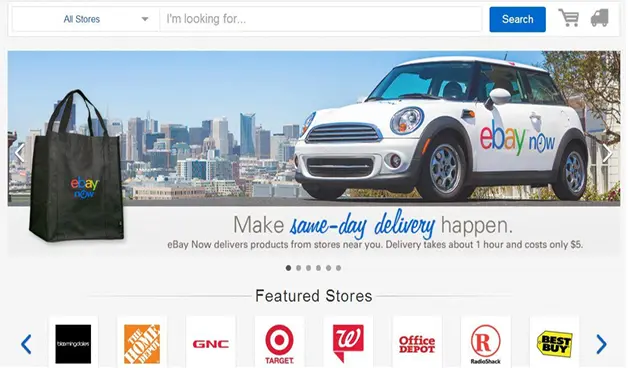 All Stores
I'm looking for...
Search
ebay
now
ebay now
Make same-day delivery happen.
eBay Now delivers products from stores near you. Delivery takes about 1 hour and costs only $5.
Featured Stores
bloomingdales
THE HOME DEPOT
GNC
TARGET
W
Office DEPOT
R
RadioShack
BEST BUY